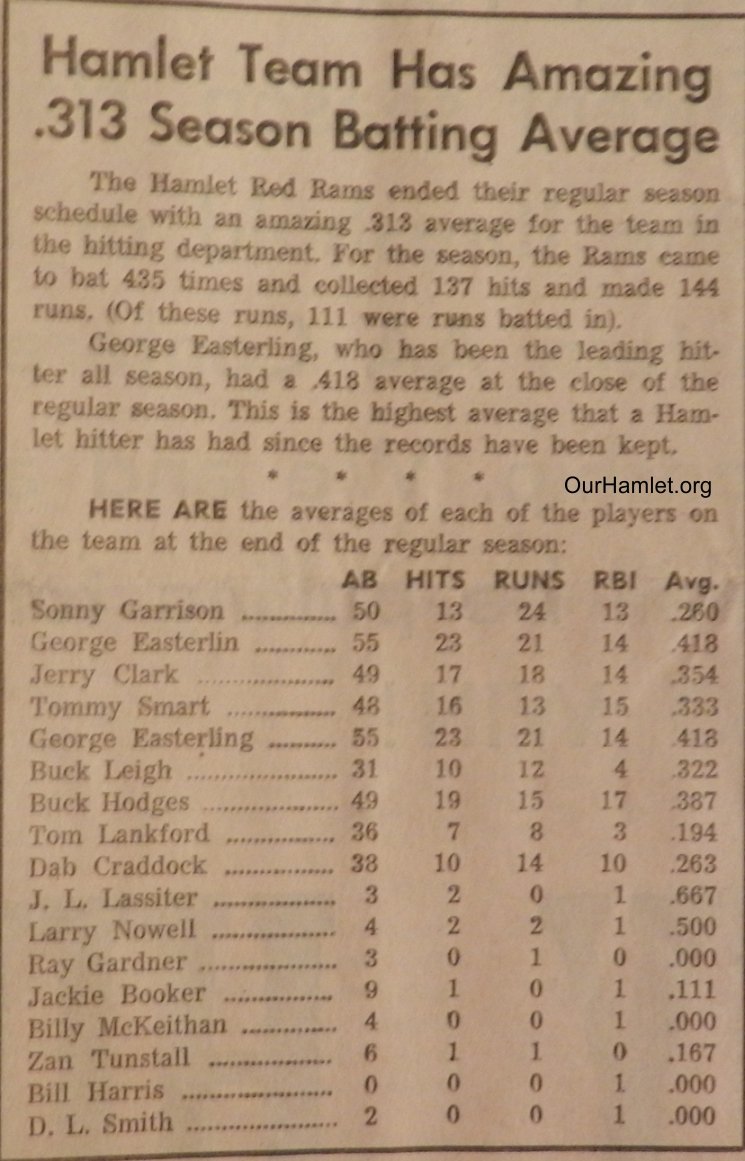 Hamlet Team Has Amazing
.313 Season Batting Average
The Hamlet Red Rams ended their regular season
schedule with an amazing .313 average for the team in
the hitting department. For the season, the Rams came
to bat 435 times and collected 137 hits and made 144
runs. (Of these runs, 111 were runs batted in).
George Easterling, who has been the leading hit-
ter all season, had a .418 average at the close of the
regular season. This is the highest average that a Ham-
let hitter has had since the records have been kept.
* * * *
OurHamlet.org
HERE ARE the averages of each of the players on
the team at the end of the regular season:
AB HITS RUNS RBI Avg.
Sonny Garrison .............. 50 13 24 13 .260
George Easterlin ............ 55 23 21 14 .418
Jerry Clark .................... 49 17 18 14 .354
Tommy Smart ................ 48 16 13 15 .333
George Easterling .......... 55 23 21 14 .418
Buck Leigh ...................... 31 10 12 4 .322
Buck Hodges .................... 49 19 15 17 .387
Tom Lankford ................ 36 7 8 3 .194
Dab Craddock ................ 38 10 14 10 .263
J. L. Lassiter .................. 3 2 0 1 .667
Larry Nowell .................. 4 2 2 1 .500
Ray Gardner .................... 3 0 1 0 .000
Jackie Booker ................ 9 1 0 1 .111
Billy McKeithan .............. 4 0 0 1 .000
Zan Tunstall .................. 6 1 1 0 .167
Bill Harris ...................... 0 0 0 1 .000
D. L. Smith ...................... 2 0 0 1 .000